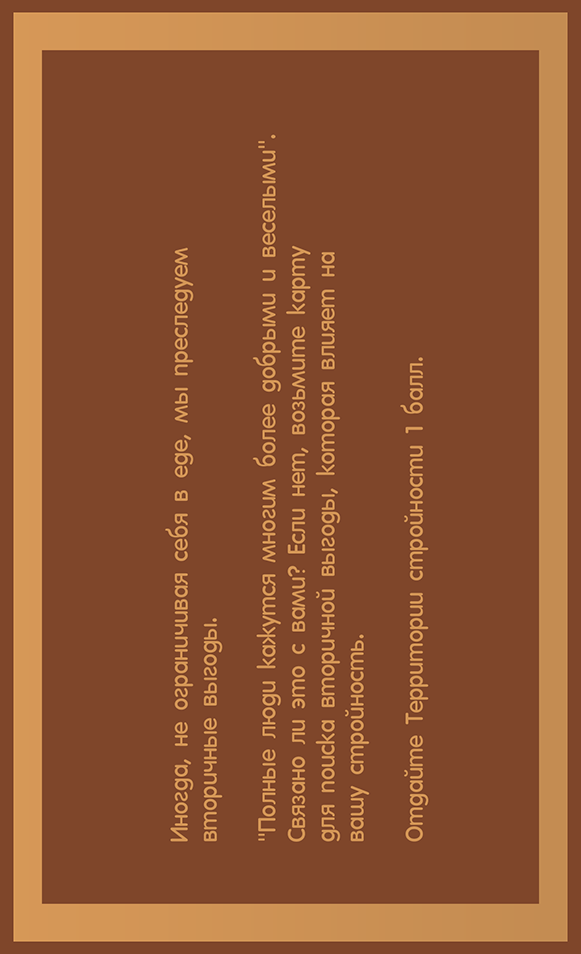 Иногда, не ограничивая себя в еде, мы преследуем
вторичные выгоды.
"Полные люди кажутся многим более добрыми и веселыми".
Связано ли это с вами? Если нет, возьмите карту
для поиска вторичной выгоды, которая влияет на
вашу стройность.
Отдайте Территории стройности 1 балл.